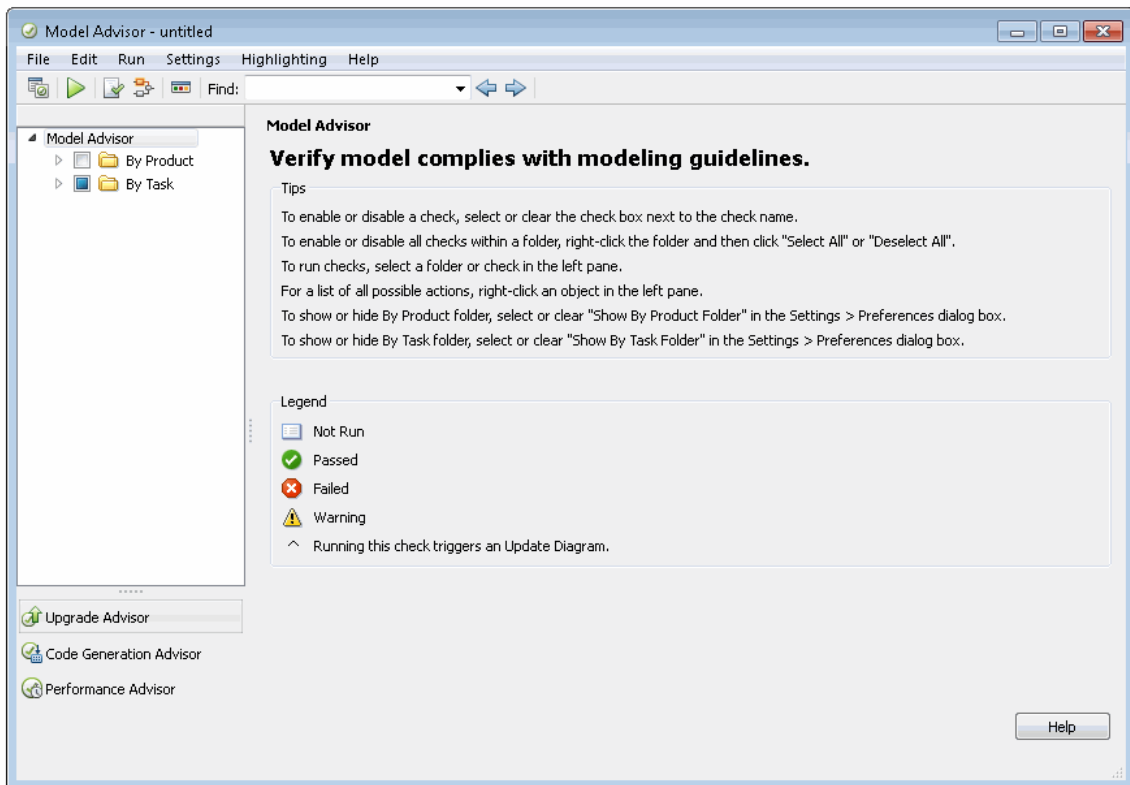 Model Advisor - untitled
File Edit Run Settings Highlighting Help
Find:
Model Advisor
By Product
By Task
Model Advisor
Verify model complies with modeling guidelines.
Tips
To enable or disable a check, select or clear the check box next to the check name.
To enable or disable all checks within a folder, right-click the folder and then click "Select All" or "Deselect All".
To run checks, select a folder or check in the left pane.
For a list of all possible actions, right-click an object in the left pane.
To show or hide By Product folder, select or clear "Show By Product Folder" in the Settings > Preferences dialog box.
To show or hide By Task folder, select or clear "Show By Task Folder" in the Settings > Preferences dialog box.
Legend
Not Run
Passed
Failed
Warning
^ Running this check triggers an Update Diagram.
Upgrade Advisor
Code Generation Advisor
Performance Advisor
Help